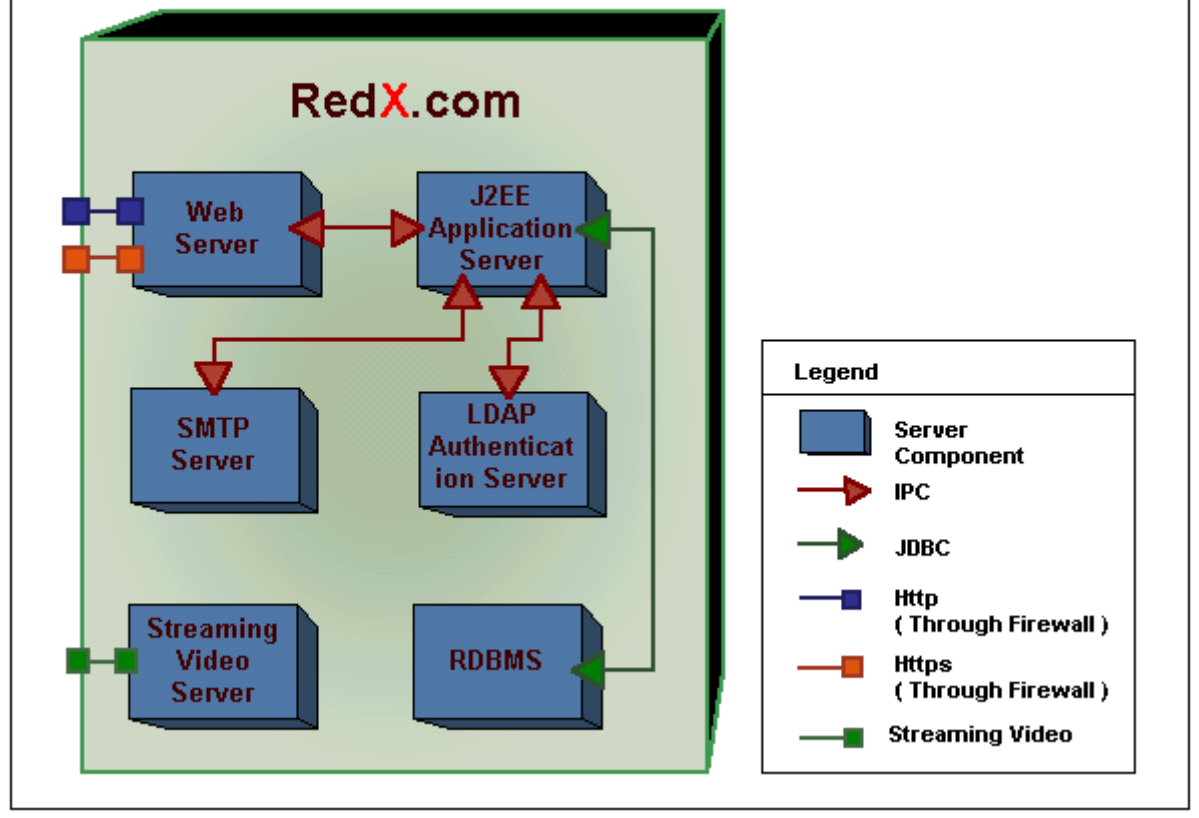 RedX.com
Web
Server
J2EE
Application
Server
SMTP
Server
LDAP
Authenticat
ion Server
Streaming
Video
Server
RDBMS
Legend
Server
Component
IPC
JDBC
Http
( Through Firewall )
Https
( Through Firewall )
Streaming Video